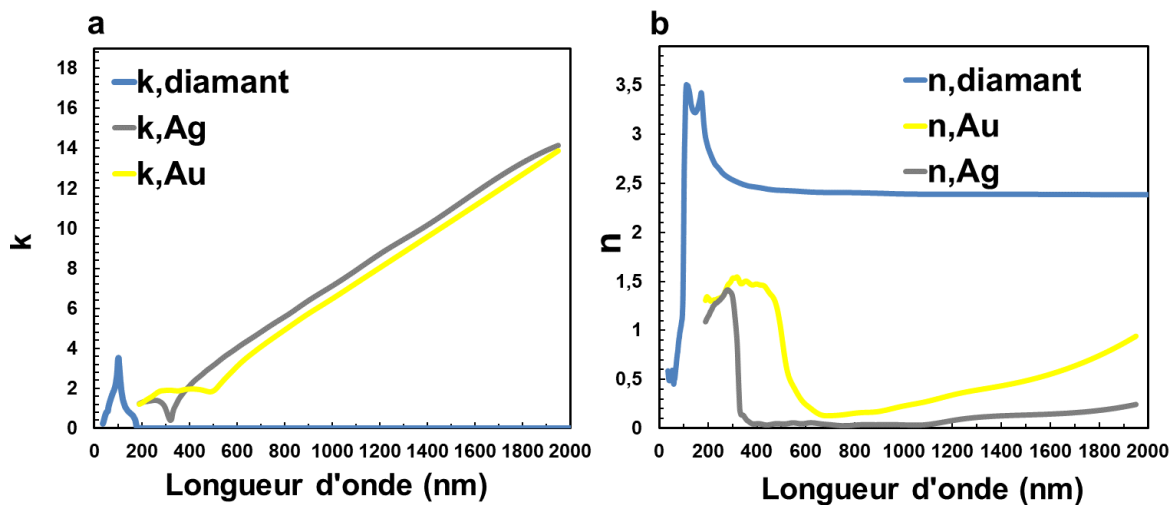 a
k,diamant
k,Ag
k,Au
k
18
16
14
12
10
8
6
4
2
0
0 200 400 600 800 1000 1200 1400 1600 1800 2000
Longueur d'onde (nm)
b
n,diamant
n,Au
n,Ag
n
3,5
3
2,5
2
1,5
1
0,5
0
0 200 400 600 800 1000 1200 1400 1600 1800 2000
Longueur d'onde (nm)